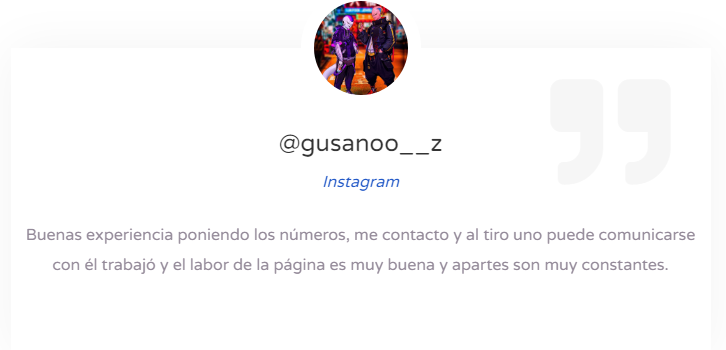 @gusanoo__z
Instagram
Buenas experiencia poniendo los números, me contacto y al tiro uno puede comunicarse
con él trabajó y el labor de la página es muy buena y apartes son muy constantes.